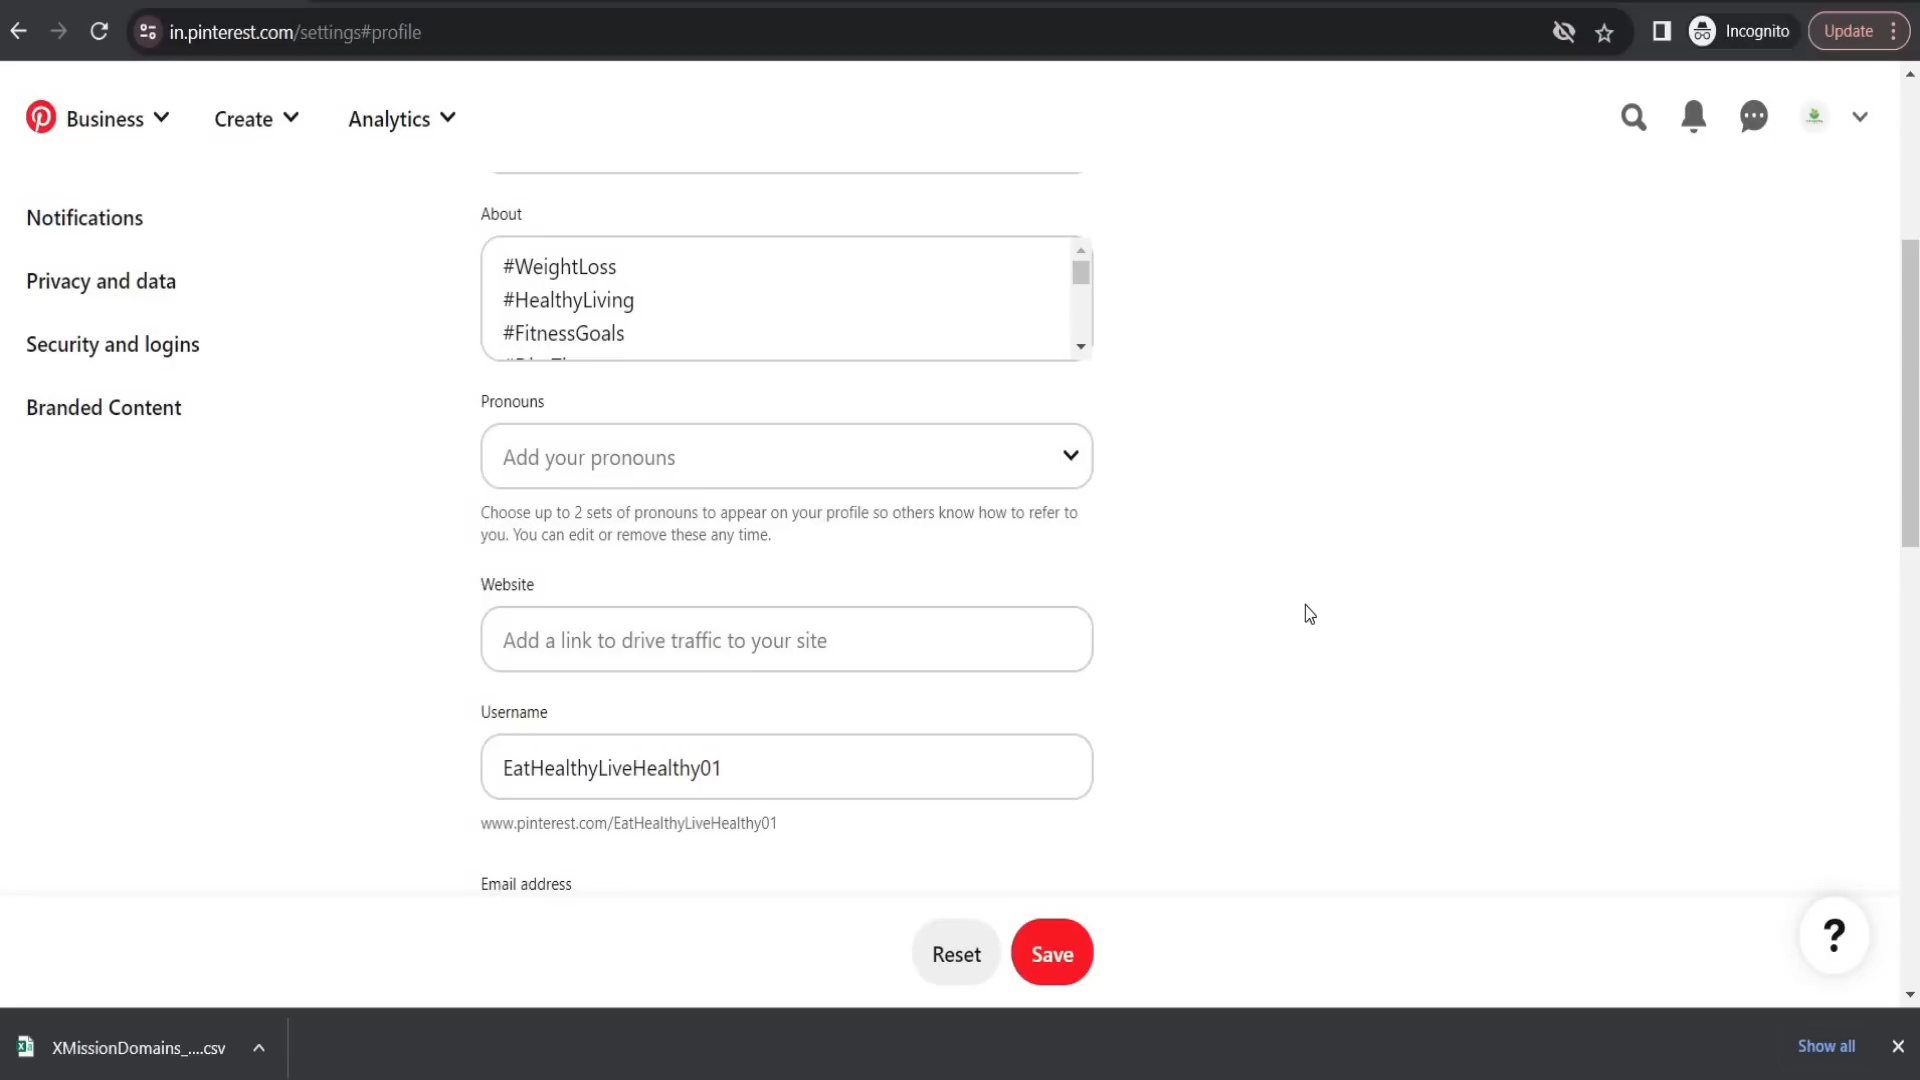 in.pinterest.com/settings#profile
Incognito
Update
Business
Create
Analytics
Notifications
Privacy and data
Security and logins
Branded Content
About
#WeightLoss
#HealthyLiving
#FitnessGoals
Pronouns
Add your pronouns
Choose up to 2 sets of pronouns to appear on your profile so others know how to refer to
you. You can edit or remove these any time.
Website
Add a link to drive traffic to your site
Username
EatHealthyLiveHealthy01
www.pinterest.com/EatHealthyLiveHealthy01
Email address
Reset
Save
?
XMissionDomains_....csv
Show all